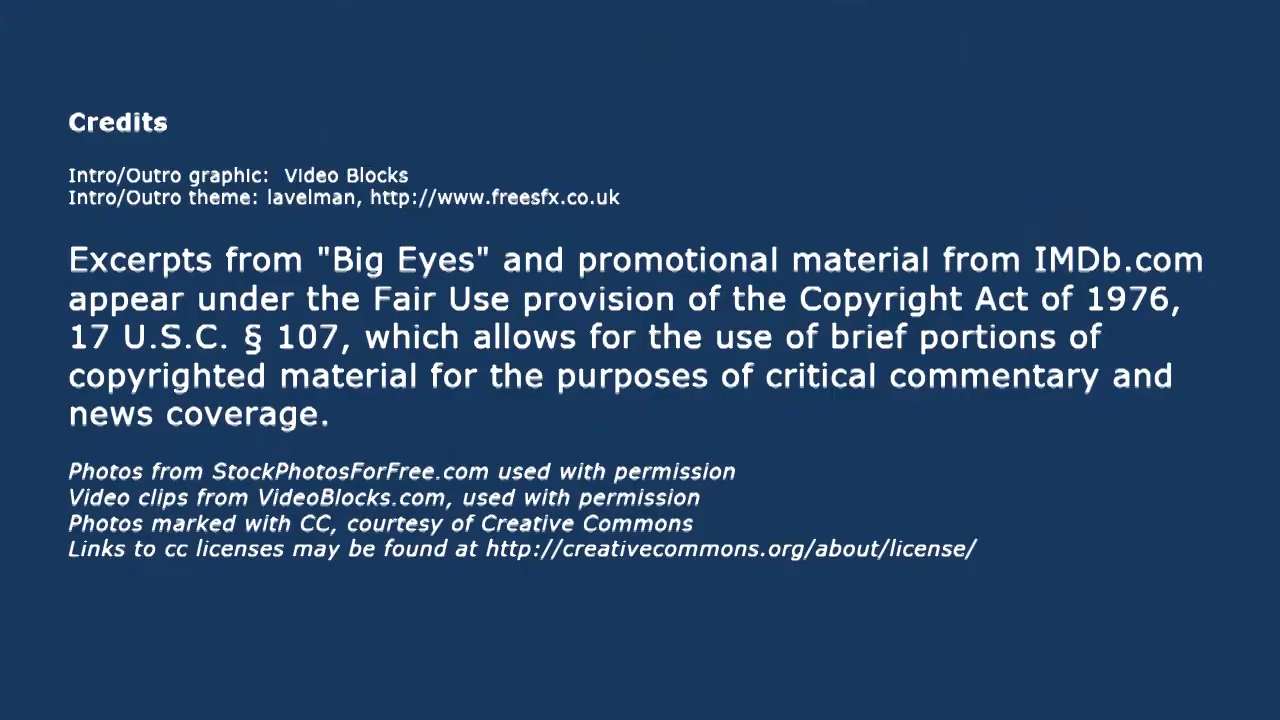 Credits
Intro/Outro graphic:  Video Blocks
Intro/Outro theme: lavelman, http://www.freesfx.co.uk
Excerpts from "Big Eyes" and promotional material from IMDb.com
appear under the Fair Use provision of the Copyright Act of 1976,
17 U.S.C. § 107, which allows for the use of brief portions of
copyrighted material for the purposes of critical commentary and
news coverage.
Photos from StockPhotosForFree.com used with permission
Video clips from VideoBlocks.com, used with permission
Photos marked with CC, courtesy of Creative Commons
Links to cc licenses may be found at http://creativecommons.org/about/license/